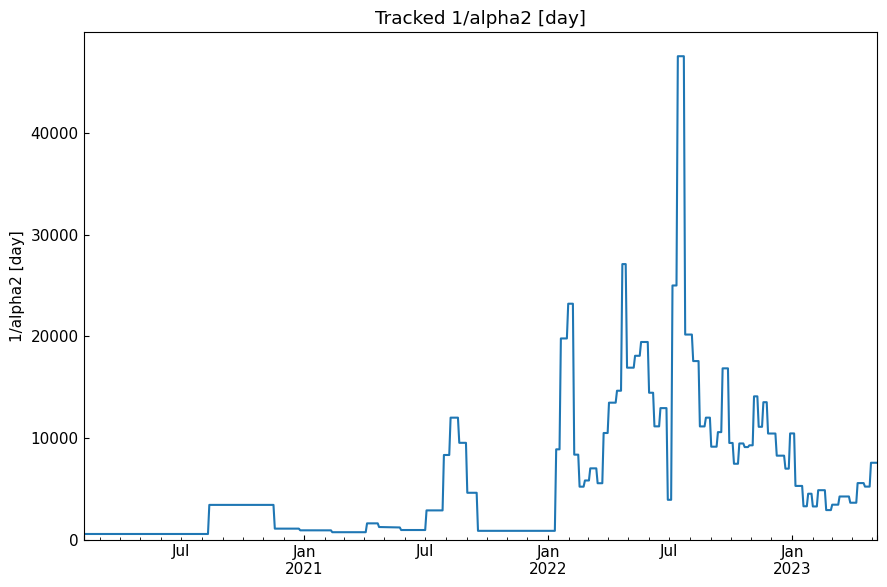 Tracked 1/alpha2 [day]
1/alpha2 [day]
40000
30000
20000
10000
0
Jul
Jan
2021
Jul
Jan
2022
Jul
Jan
2023